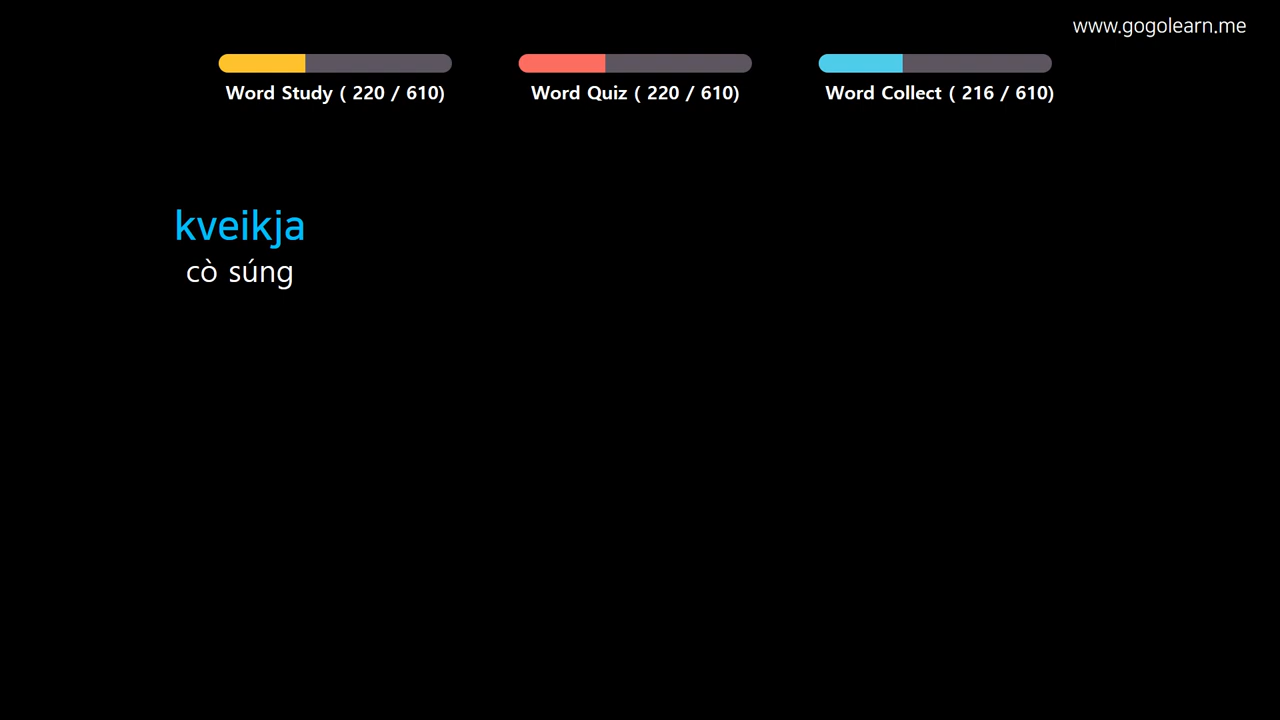 www.gogolearn.me
Word Study ( 220 / 610)
Word Quiz ( 220 / 610)
Word Collect ( 216 / 610)
kveikja
cò súng